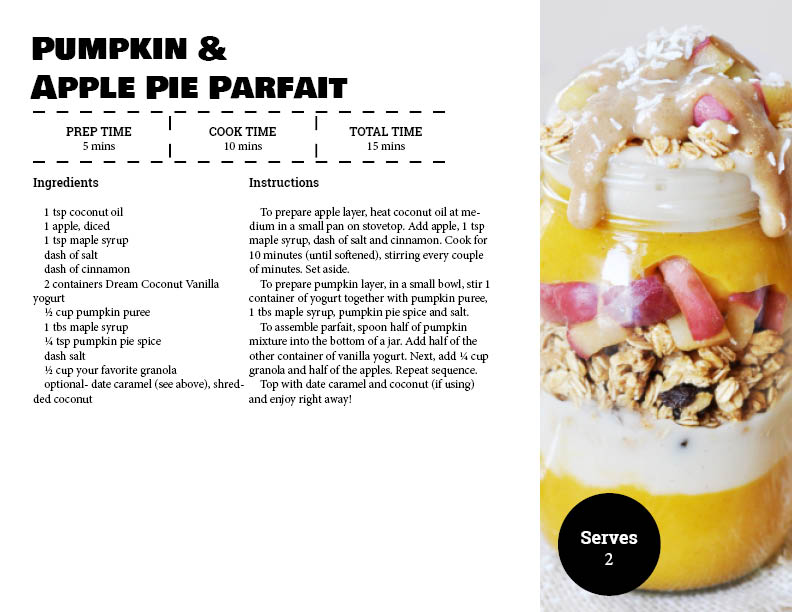 Pumpkin &
Apple Pie Parfait
PREP TIME
5 mins
COOK TIME
10 mins
TOTAL TIME
15 mins
Ingredients
1 tsp coconut oil
1 apple, diced
1 tsp maple syrup
dash of salt
dash of cinnamon
2 containers Dream Coconut Vanilla
yogurt
½ cup pumpkin puree
1 tbs maple syrup
¼ tsp pumpkin pie spice
dash salt
½ cup your favorite granola
optional- date caramel (see above), shred-
ded coconut
Instructions
To prepare apple layer, heat coconut oil at me-
dium in a small pan on stovetop. Add apple, 1 tsp
maple syrup, dash of salt and cinnamon. Cook for
10 minutes (until softened), stirring every couple
of minutes. Set aside.
To prepare pumpkin layer, in a small bowl, stir 1
container of yogurt together with pumpkin puree,
1 tbs maple syrup, pumpkin pie spice and salt.
To assemble parfait, spoon half of pumpkin
mixture into the bottom of a jar. Add half of the
other container of vanilla yogurt. Next, add ¼ cup
granola and half of the apples. Repeat sequence.
Top with date caramel and coconut (if using)
and enjoy right away!
Serves
2